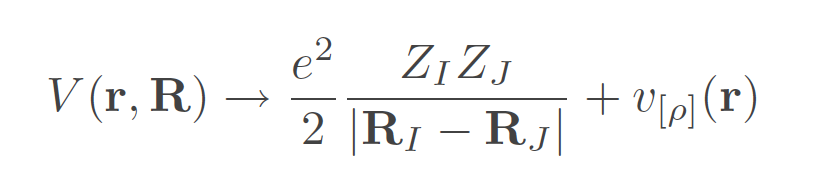 V(r, R) → e²/2 Z_I Z_J/|R_I − R_J| + v_[ρ](r)